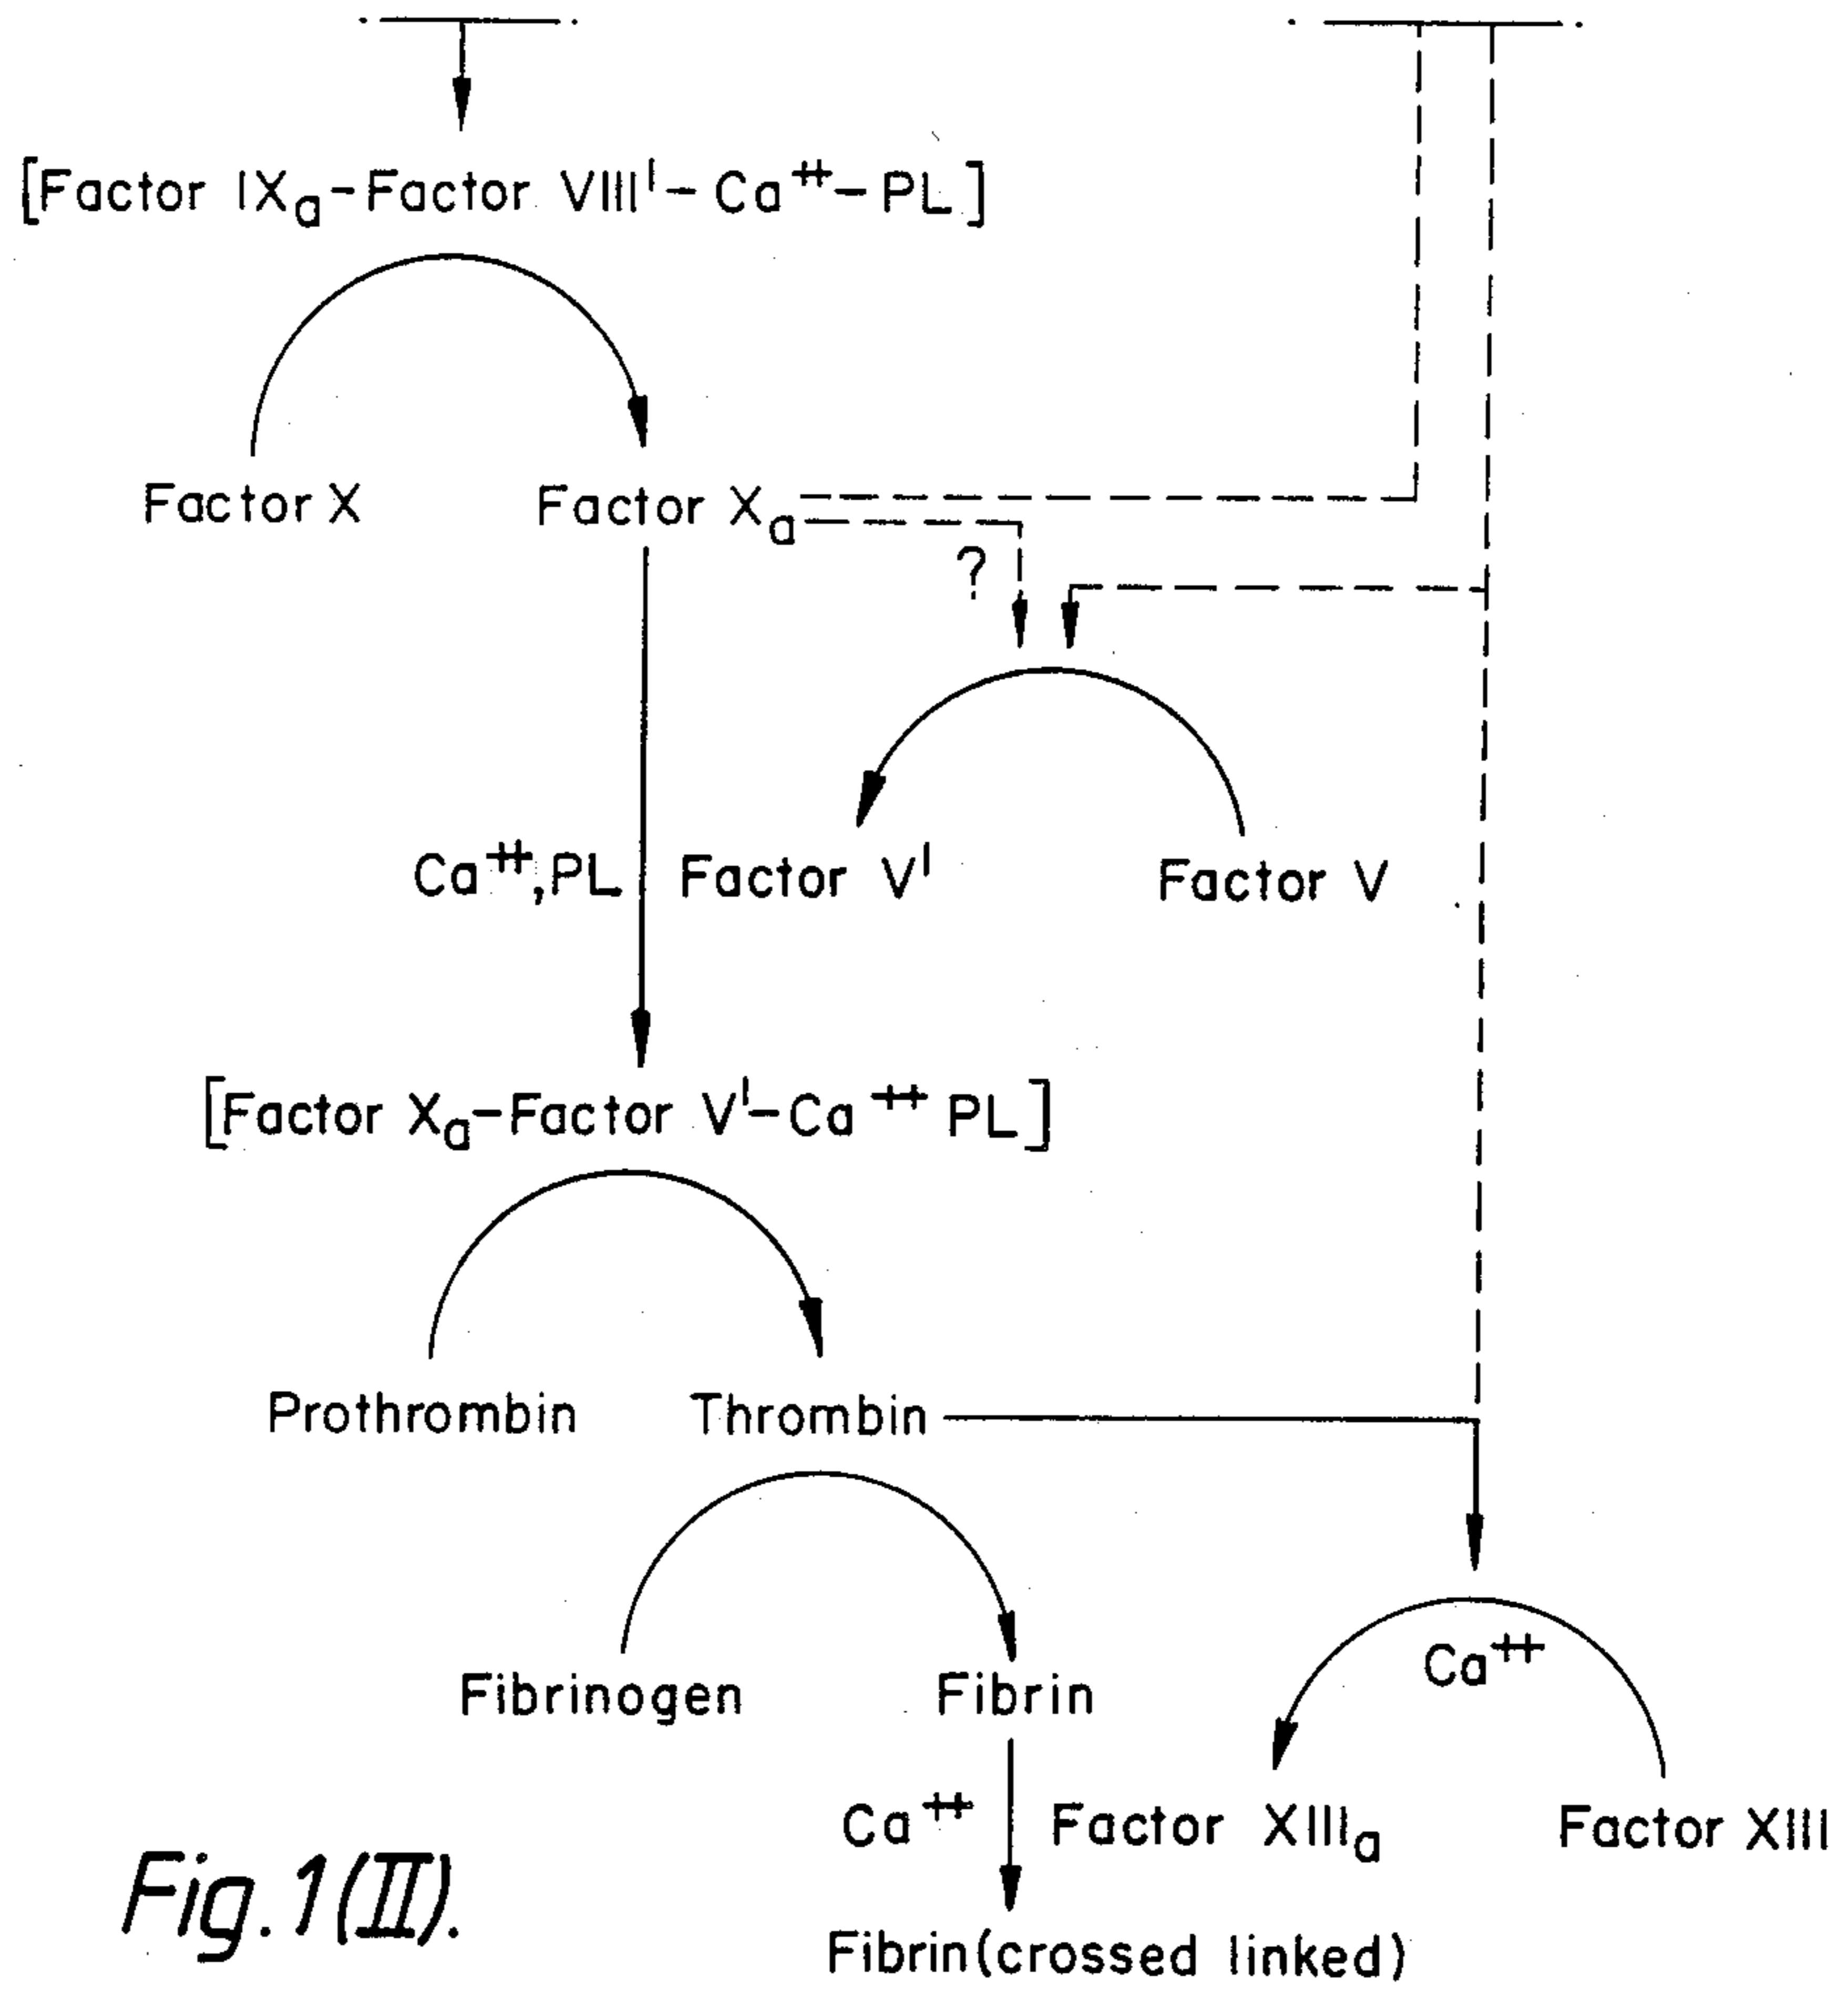 [Factor IXa-Factor VIII'-Ca++-PL]
Factor X
Factor Xa
?
Ca++,PL
Factor V'
Factor V
[Factor Xa-Factor V'-Ca++ PL]
Prothrombin
Thrombin
Ca++
Fibrinogen
Fibrin
Ca++
Factor XIIIa
Factor XIII
Fig.1(II).
Fibrin(crossed linked)